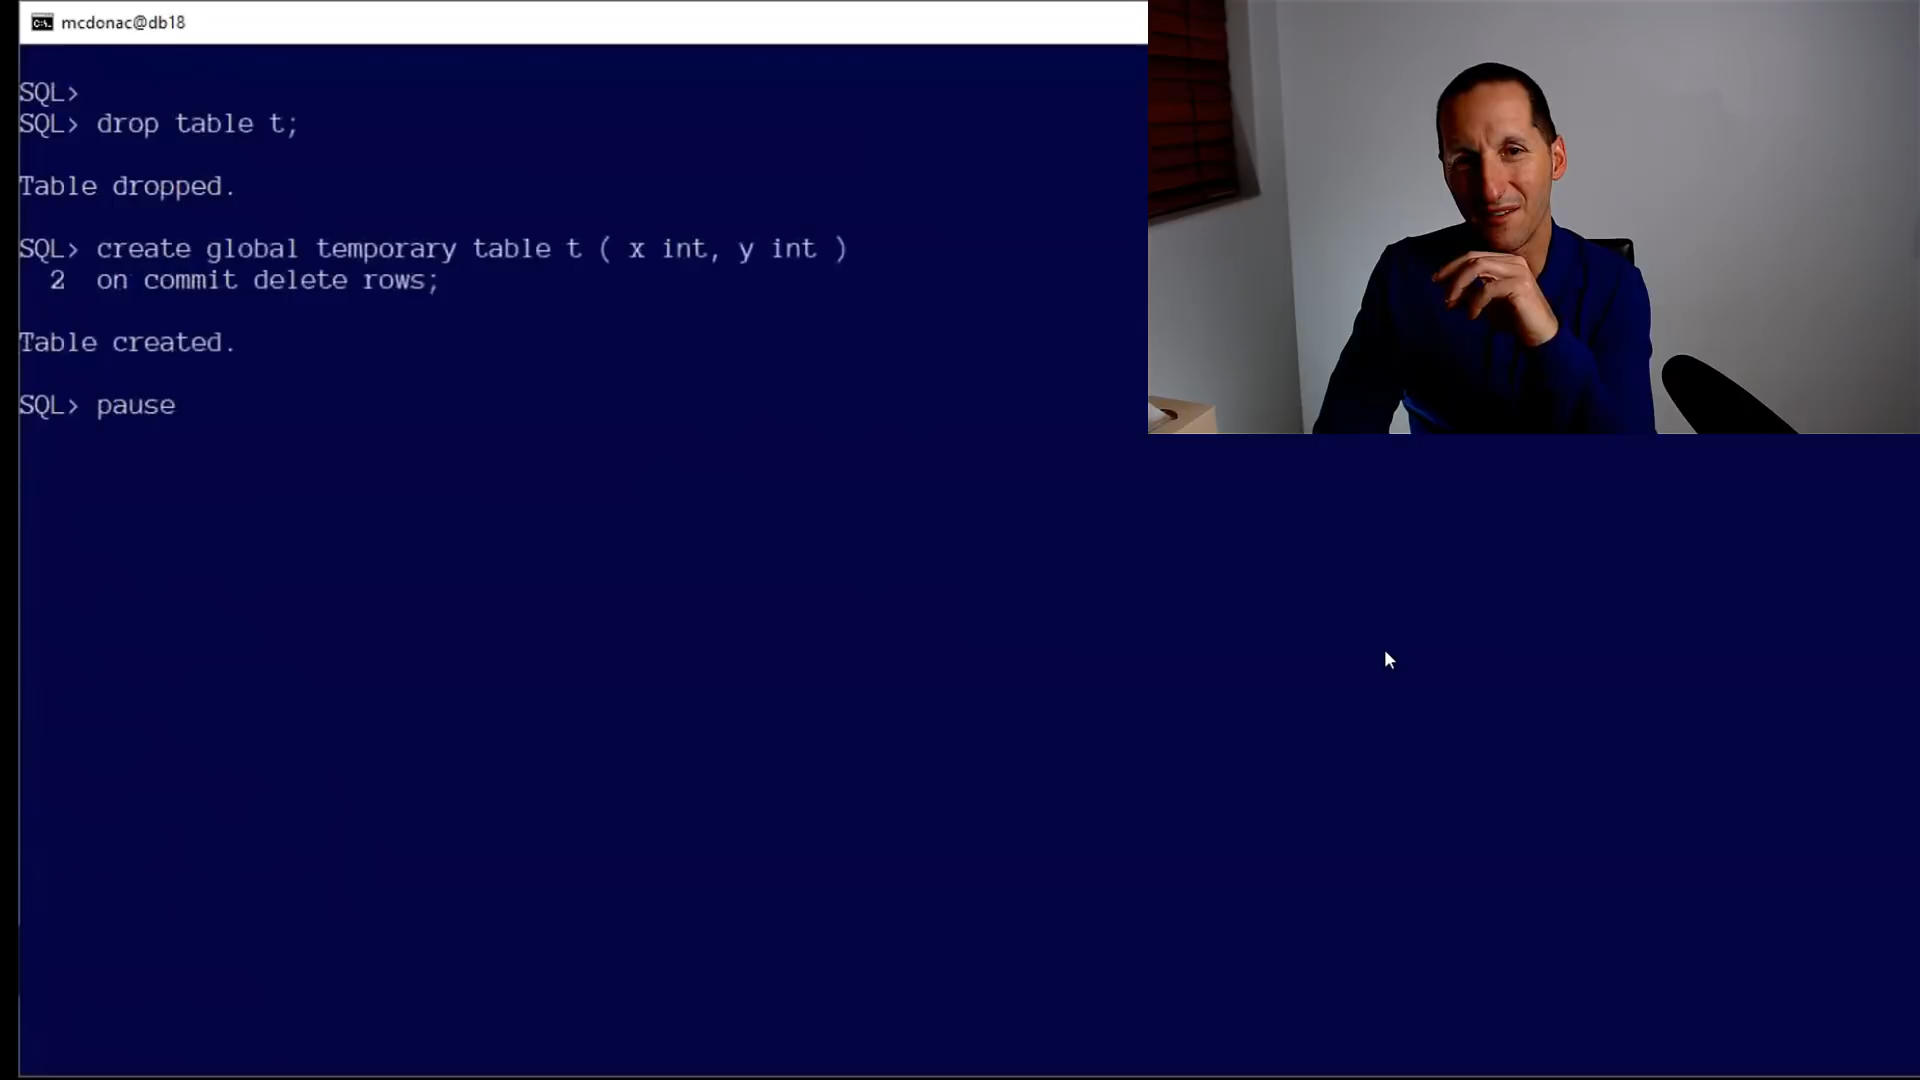 mcdonac@db18
SQL>
SQL> drop table t;
Table dropped.
SQL> create global temporary table t ( x int, y int )
2 on commit delete rows;
Table created.
SQL> pause